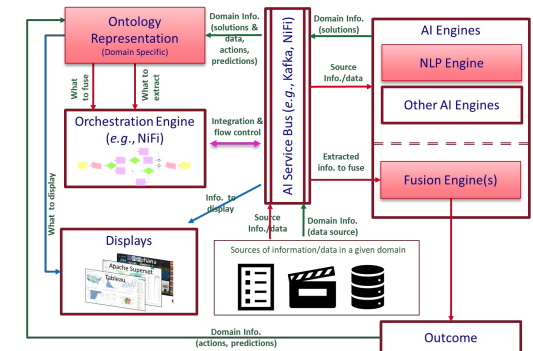 Ontology
Representation
(Domain Specific)
Domain Info.
(solutions &
data,
actions,
predictions)
AI Service Bus (e.g., Kafka, NiFi)
Domain Info.
(solutions)
AI Engines
NLP Engine
Other AI Engines
Source
Info./data
What
to fuse
What to
extract
Orchestration Engine
(e.g., NiFi)
Integration &
flow control
Extracted
info. to fuse
Fusion Engine(s)
What to display
Info. to
display
Source
Info./data
Domain Info.
(data source)
Displays
Apache Superset
Tableau
Sources of information/data in a given domain
Domain Info.
(actions, predictions)
Outcome